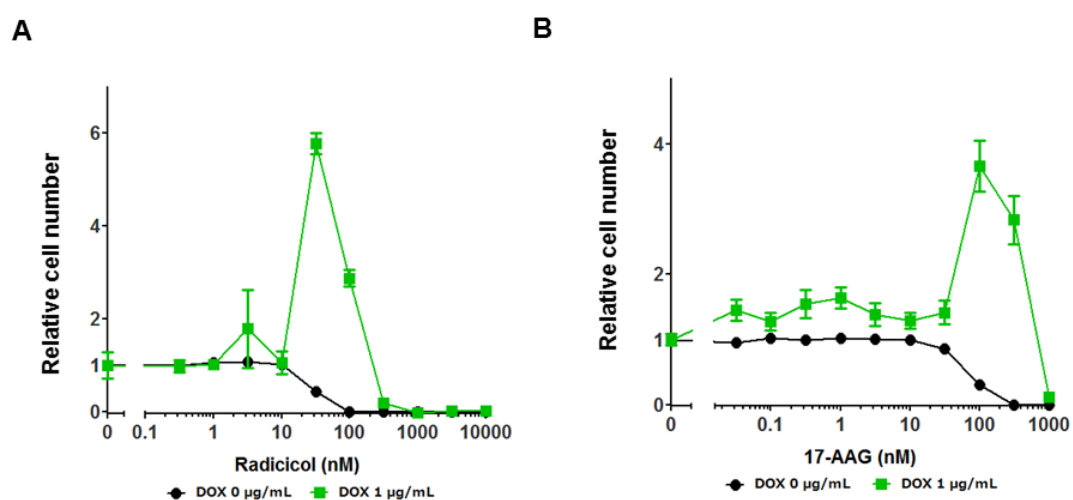 A
Relative cell number
6
4
2
1
0
0 0.1 1 10 100 1000 10000
Radicicol (nM)
DOX 0 µg/mL DOX 1 µg/mL
B
Relative cell number
4
2
1
0
0 0.1 1 10 100 1000
17-AAG (nM)
DOX 0 µg/mL DOX 1 µg/mL